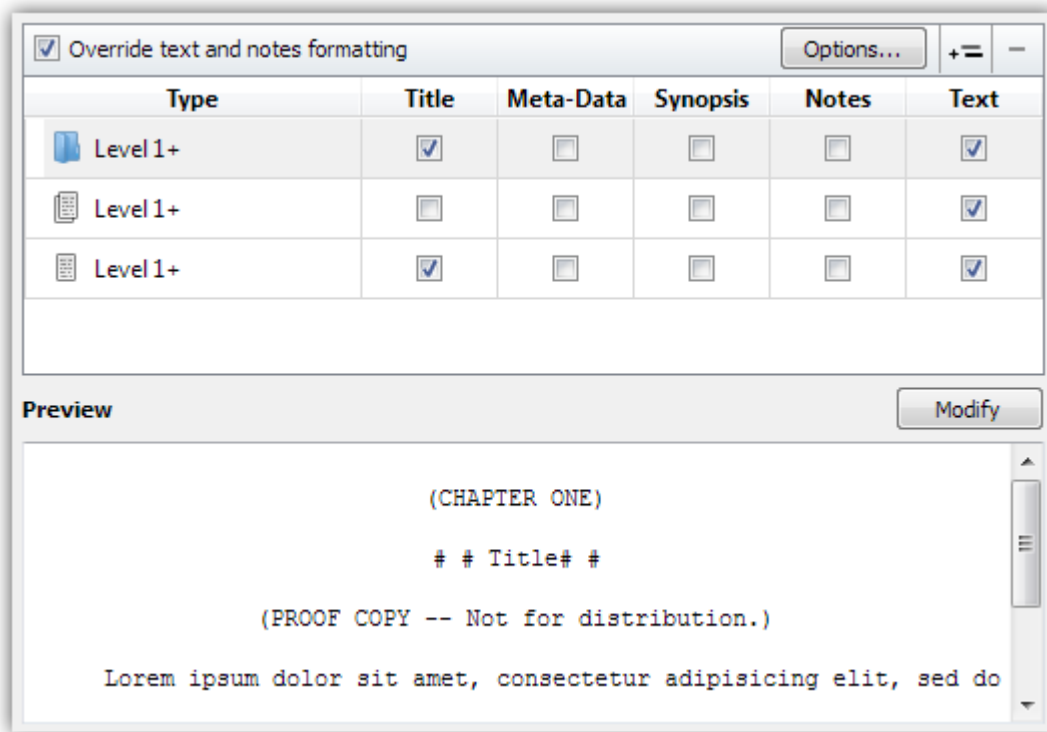 Override text and notes formatting Options...
Type Title Meta-Data Synopsis Notes Text
Level 1+
Level 1+
Level 1+
Preview Modify
(CHAPTER ONE)
# # Title# #
(PROOF COPY -- Not for distribution.)
Lorem ipsum dolor sit amet, consectetur adipisicing elit, sed do